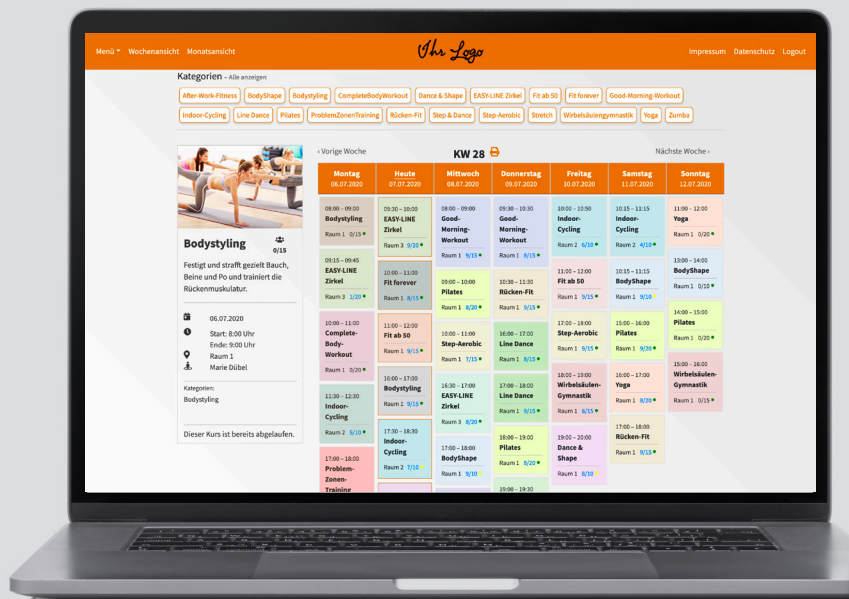 Menü Wochenansicht Monatsansicht
Ihr Logo
Impressum Datenschutz Logout
Kategorien – Alle anzeigen
After-Work-Fitness BodyShape Bodystyling CompleteBodyWorkout Dance & Shape EASY-LINE Zirkel Fit ab 50 Fit forever Good-Morning-Workout
Indoor-Cycling Line Dance Pilates ProblemZonenTraining Rücken-Fit Step & Dance Step-Aerobic Stretch Wirbelsäulengymnastik Yoga Zumba
Bodystyling
0/15
Festigt und strafft gezielt Bauch,
Beine und Po und trainiert die
Rückenmuskulatur.
06.07.2020
Start: 8:00 Uhr
Ende: 9:00 Uhr
Raum 1
Marie Dübel
Kategorien:
Bodystyling
Dieser Kurs ist bereits abgelaufen.
‹ Vorige Woche
KW 28
Nächste Woche ›
Montag
06.07.2020
08:00 – 09:00
Bodystyling
Raum 1 0/15
09:15 – 09:45
EASY-LINE
Zirkel
Raum 3 1/20
10:00 – 11:00
Complete-
Body-
Workout
Raum 1 0/20
11:30 – 12:30
Indoor-
Cycling
Raum 2 5/10
17:00 – 18:00
Problem-
Zonen-
Training
Heute
07.07.2020
09:30 – 10:00
EASY-LINE
Zirkel
Raum 3 9/20
10:00 – 11:00
Fit forever
Raum 1 8/15
11:00 – 12:00
Fit ab 50
Raum 1 9/15
16:00 – 17:00
Bodystyling
Raum 1 9/15
17:30 – 18:30
Indoor-
Cycling
Raum 2 7/10
Mittwoch
08.07.2020
08:00 – 09:00
Good-
Morning-
Workout
Raum 1 9/15
09:00 – 10:00
Pilates
Raum 1 8/20
10:00 – 11:00
Step-Aerobic
Raum 1 7/15
16:30 – 17:00
EASY-LINE
Zirkel
Raum 3 8/20
17:00 – 18:00
BodyShape
Raum 1 9/10
Donnerstag
09.07.2020
09:30 – 10:30
Good-
Morning-
Workout
Raum 1 8/15
10:30 – 11:30
Rücken-Fit
Raum 1 9/15
16:00 – 17:00
Line Dance
Raum 1 8/15
17:00 – 18:00
Line Dance
Raum 1 9/15
18:00 – 19:00
Pilates
Raum 1 8/20
19:00 – 19:30
Freitag
10.07.2020
10:00 – 10:50
Indoor-
Cycling
Raum 2 6/10
11:00 – 12:00
Fit ab 50
Raum 1 9/15
17:00 – 18:00
Step-Aerobic
Raum 1 9/15
18:00 – 19:00
Wirbelsäulen-
Gymnastik
Raum 1 8/15
19:00 – 20:00
Dance &
Shape
Raum 1 8/10
Samstag
11.07.2020
10:15 – 11:15
Indoor-
Cycling
Raum 2 4/10
10:15 – 11:15
BodyShape
Raum 1 9/10
15:00 – 16:00
Pilates
Raum 1 9/20
16:00 – 17:00
Yoga
Raum 1 8/20
17:00 – 18:00
Rücken-Fit
Raum 1 9/15
Sonntag
12.07.2020
11:00 – 12:00
Yoga
Raum 1 0/20
13:00 – 14:00
BodyShape
Raum 1 0/10
14:00 – 15:00
Pilates
Raum 1 0/20
15:00 – 16:00
Wirbelsäulen-
Gymnastik
Raum 1 0/15